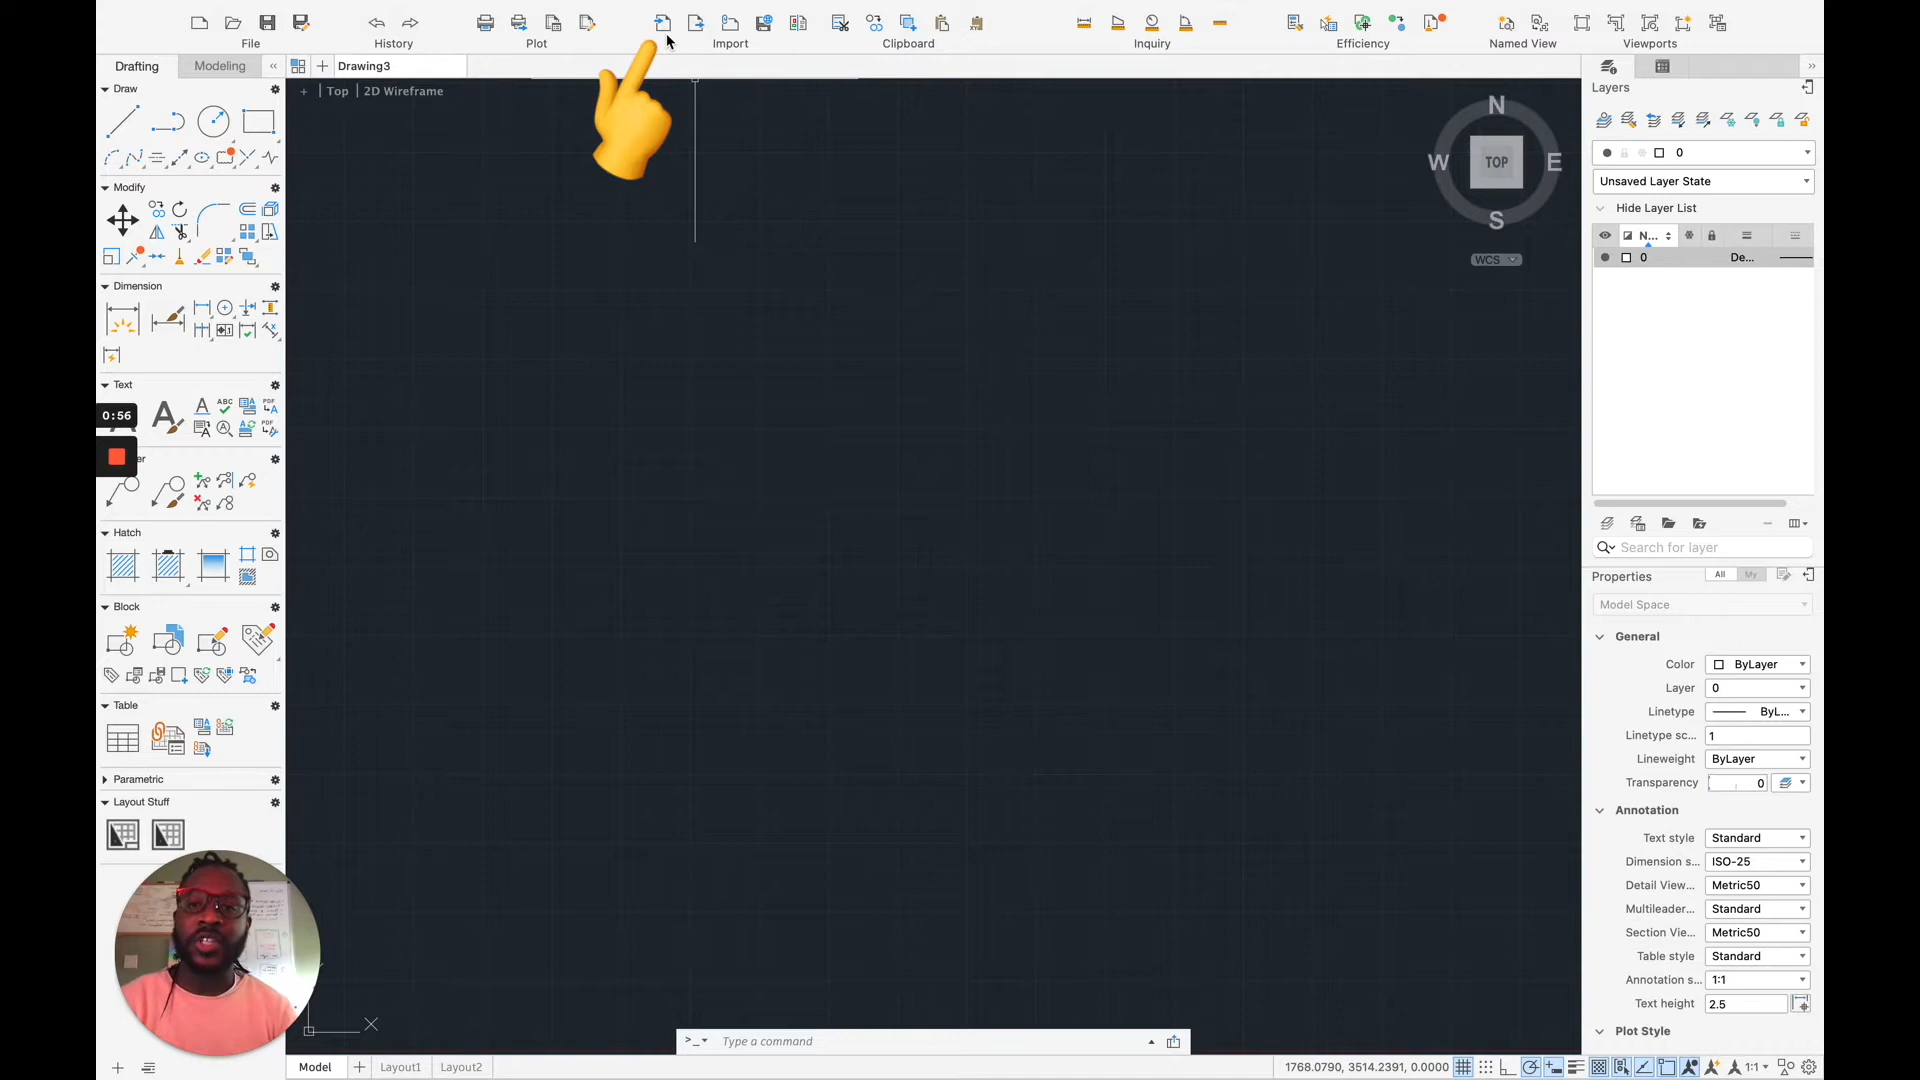 File
History
Plot
Import
Clipboard
Inquiry
Efficiency
Named View
Viewports
Drafting
Modeling
Drawing3
Layers
Draw
+ | Top | 2D Wireframe
N
W
TOP
E
S
WCS
0
Unsaved Layer State
Hide Layer List
N...
0 De...
Modify
Dimension
Text
0:56
er
Hatch
Block
Table
Parametric
Layout Stuff
Search for layer
Properties
All
My
Model Space
General
Color ByLayer
Layer 0
Linetype ByL...
Linetype sc... 1
Lineweight ByLayer
Transparency 0
Annotation
Text style Standard
Dimension s... ISO-25
Detail View... Metric50
Multileader... Standard
Section Vie... Metric50
Table style Standard
Annotation s... 1:1
Text height 2.5
Plot Style
>_ Type a command
Model
Layout1
Layout2
1768.0790, 3514.2391, 0.0000
1:1